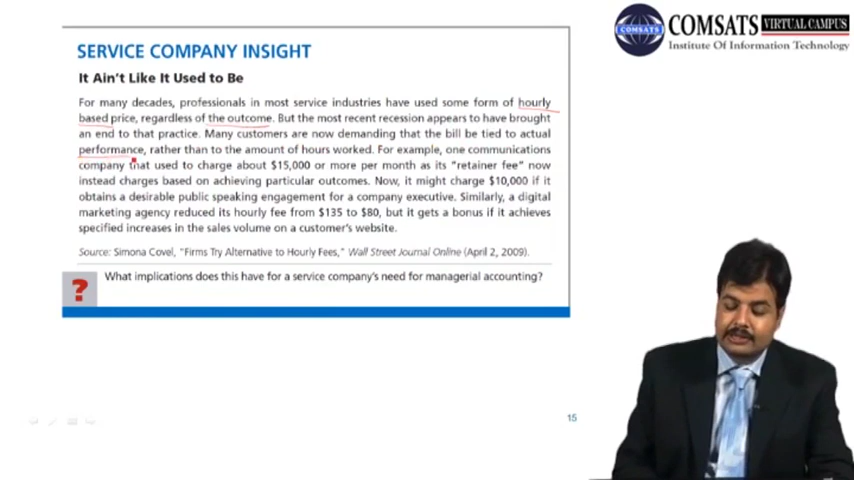 COMSATS VIRTUAL CAMPUS
Institute Of Information Technology
COMSATS
SERVICE COMPANY INSIGHT
It Ain't Like It Used to Be
For many decades, professionals in most service industries have used some form of hourly
based price, regardless of the outcome. But the most recent recession appears to have brought
an end to that practice. Many customers are now demanding that the bill be tied to actual
performance, rather than to the amount of hours worked. For example, one communications
company that used to charge about $15,000 or more per month as its "retainer fee" now
instead charges based on achieving particular outcomes. Now, it might charge $10,000 if it
obtains a desirable public speaking engagement for a company executive. Similarly, a digital
marketing agency reduced its hourly fee from $135 to $80, but it gets a bonus if it achieves
specified increases in the sales volume on a customer's website.
Source: Simona Covel, "Firms Try Alternative to Hourly Fees," Wall Street Journal Online (April 2, 2009).
? What implications does this have for a service company's need for managerial accounting?
15